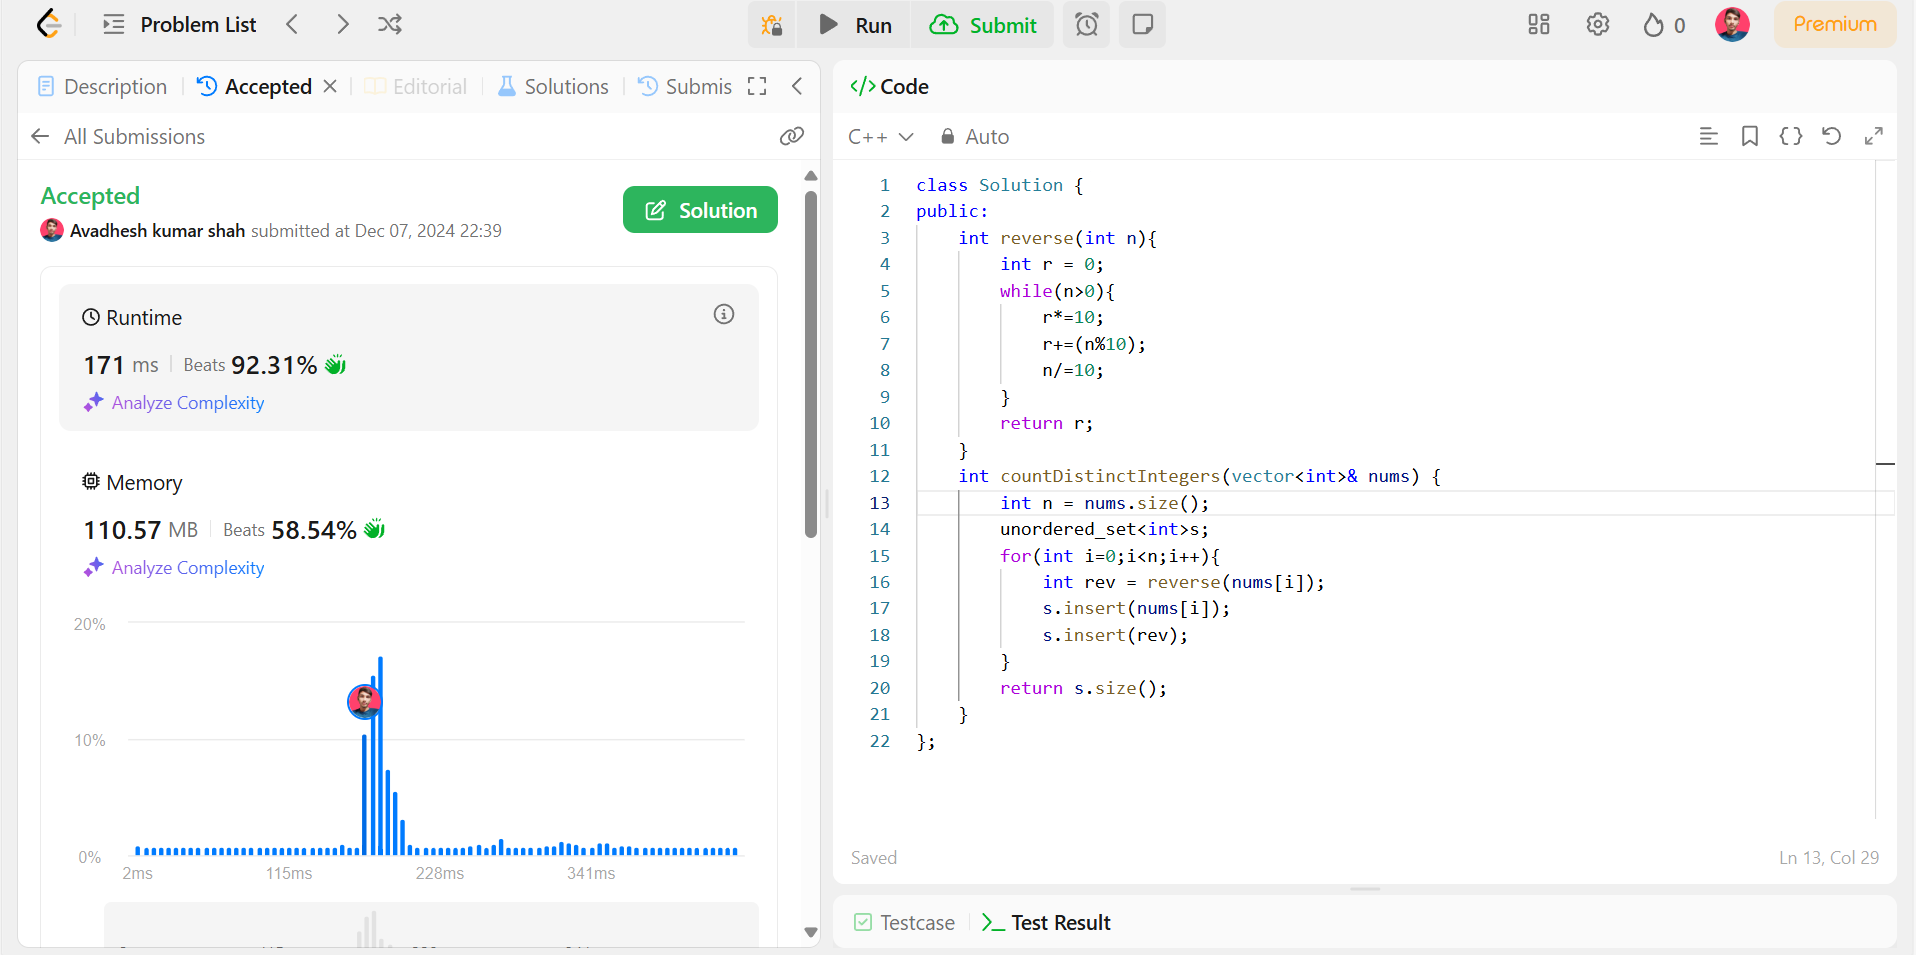 Problem List
Run
Submit
0
Premium
Description
Accepted
Editorial
Solutions
Submis
All Submissions
Accepted
Avadhesh kumar shah submitted at Dec 07, 2024 22:39
Solution
Runtime
171 ms Beats 92.31%
Analyze Complexity
Memory
110.57 MB Beats 58.54%
Analyze Complexity
20%
10%
0%
2ms 115ms 228ms 341ms
</> Code
C++ Auto
1 class Solution {
2 public:
3     int reverse(int n){
4         int r = 0;
5         while(n>0){
6             r*=10;
7             r+=(n%10);
8             n/=10;
9         }
10         return r;
11     }
12     int countDistinctIntegers(vector<int>& nums) {
13         int n = nums.size();
14         unordered_set<int>s;
15         for(int i=0;i<n;i++){
16             int rev = reverse(nums[i]);
17             s.insert(nums[i]);
18             s.insert(rev);
19         }
20         return s.size();
21     }
22 };
Saved
Ln 13, Col 29
Testcase
Test Result